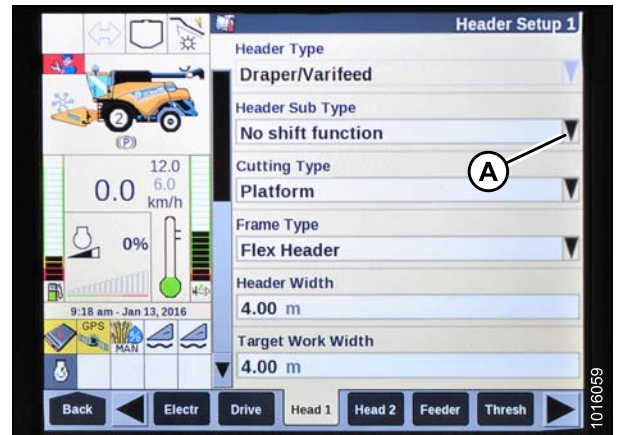 Header Setup 1
Header Type
Draper/Varifeed
Header Sub Type
No shift function
A
Cutting Type
Platform
Frame Type
Flex Header
Header Width
4.00 m
Target Work Width
4.00 m
2
(P)
12.0
0.0 6.0
km/h
0%
9:18 am - Jan 13, 2016
GPS
MAN
Back Electr Drive Head 1 Head 2 Feeder Thresh
1016059